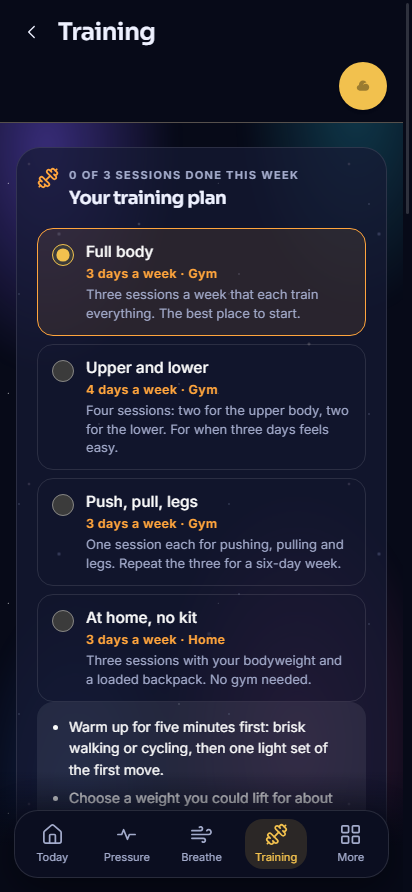 Training
0 OF 3 SESSIONS DONE THIS WEEK
Your training plan
Full body
3 days a week · Gym
Three sessions a week that each train
everything. The best place to start.
Upper and lower
4 days a week · Gym
Four sessions: two for the upper body, two
for the lower. For when three days feels
easy.
Push, pull, legs
3 days a week · Gym
One session each for pushing, pulling and
legs. Repeat the three for a six-day week.
At home, no kit
3 days a week · Home
Three sessions with your bodyweight and
a loaded backpack. No gym needed.
• Warm up for five minutes first: brisk
walking or cycling, then one light set of
the first move.
• Choose a weight you could lift for about
Today
Pressure
Breathe
Training
More